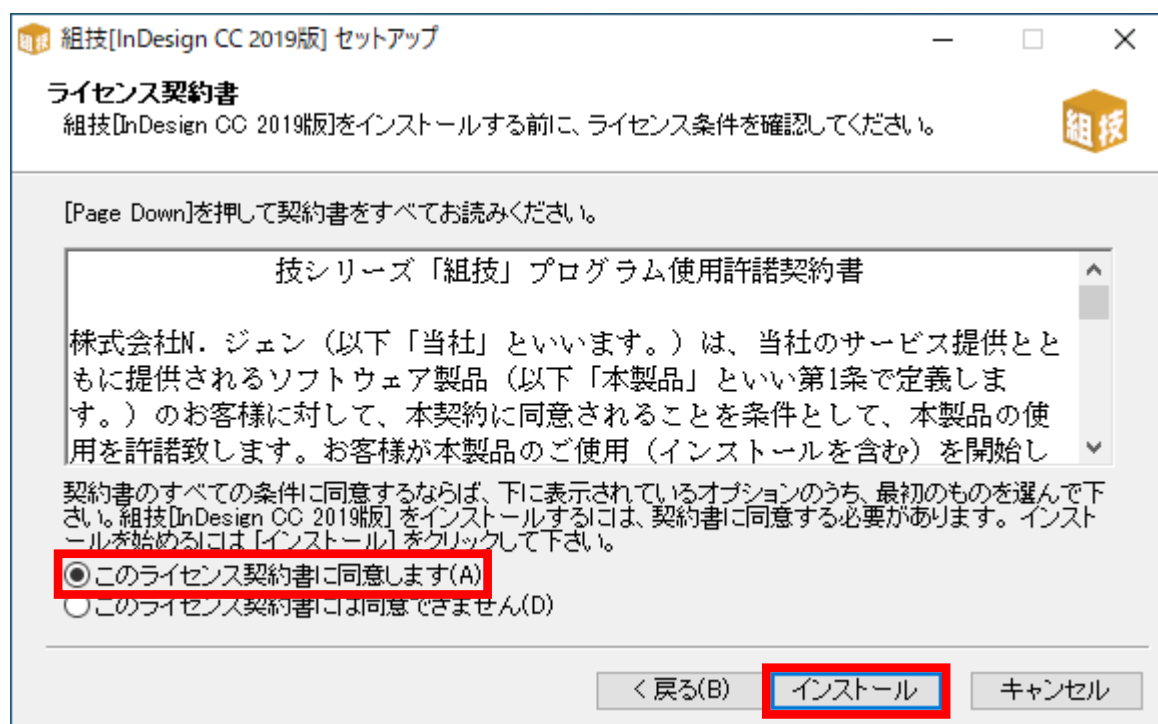 組技[InDesign CC 2019版] セットアップ
ライセンス契約書
組技[InDesign CC 2019版]をインストールする前に、ライセンス条件を確認してください。
組技
[Page Down]を押して契約書をすべてお読みください。
技シリーズ「組技」プログラム使用許諾契約書
株式会社N．ジェン（以下「当社」といいます。）は、当社のサービス提供とと
もに提供されるソフトウェア製品（以下「本製品」といい第1条で定義しま
す。）のお客様に対して、本契約に同意されることを条件として、本製品の使
用を許諾致します。お客様が本製品のご使用（インストールを含む）を開始し
契約書のすべての条件に同意するならば、下に表示されているオプションのうち、最初のものを選んで下
さい。組技[InDesign CC 2019版] をインストールするには、契約書に同意する必要があります。インスト
ールを始めるには [インストール] をクリックして下さい。
このライセンス契約書に同意します(A)
このライセンス契約書には同意できません(D)
< 戻る(B)
インストール
キャンセル